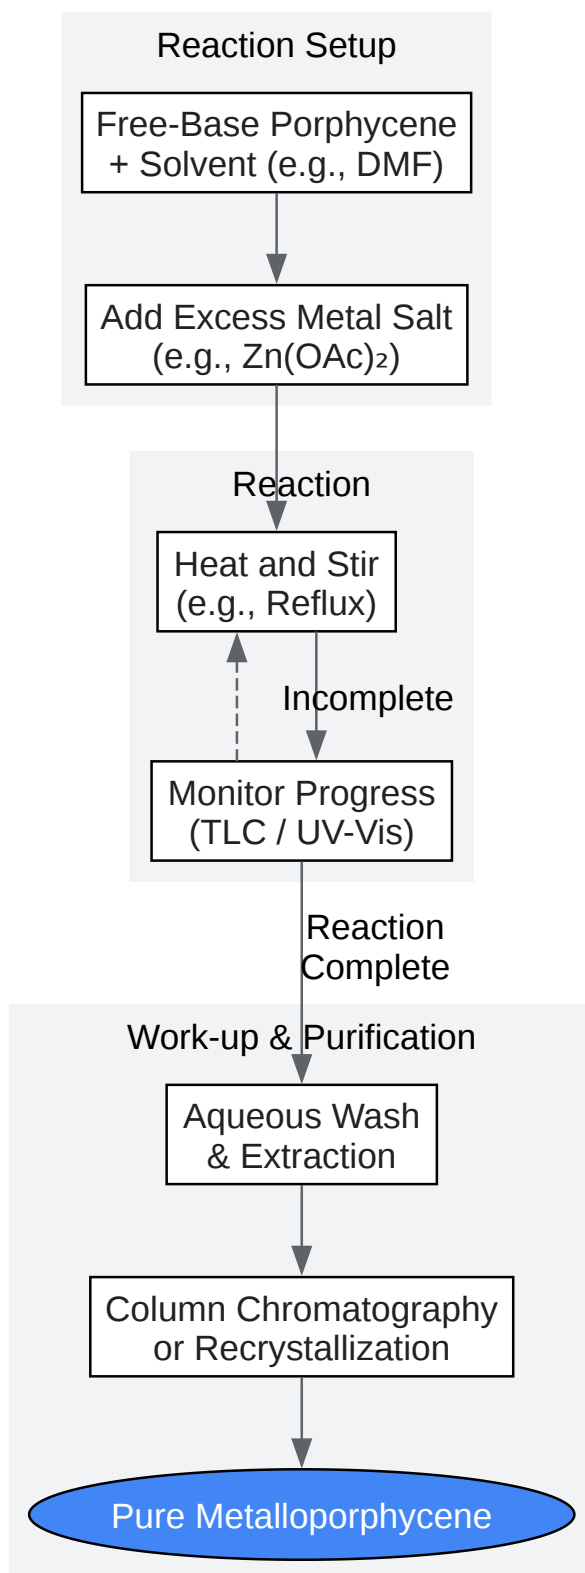 Reaction Setup
Free-Base Porphycene
+ Solvent (e.g., DMF)
Add Excess Metal Salt
(e.g., Zn(OAc)₂)
Reaction
Heat and Stir
(e.g., Reflux)
Incomplete
Monitor Progress
(TLC / UV-Vis)
Reaction
Complete
Work-up & Purification
Aqueous Wash
& Extraction
Column Chromatography
or Recrystallization
Pure Metalloporphycene